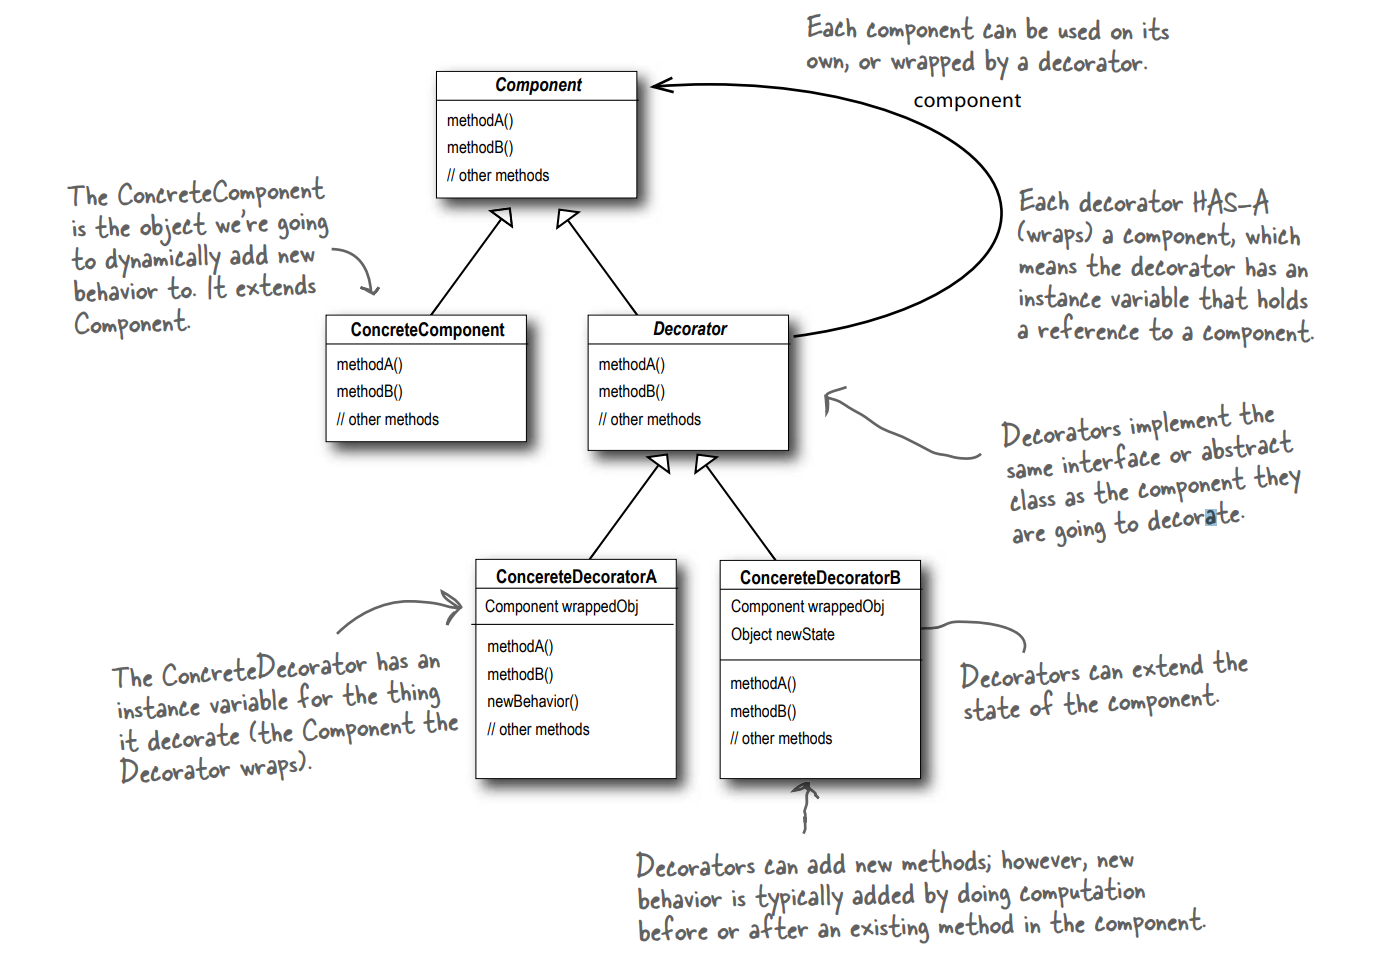 Each component can be used on its
own, or wrapped by a decorator.
component
Component
methodA()
methodB()
// other methods
The ConcreteComponent
is the object we're going
to dynamically add new
behavior to. It extends
Component.
Each decorator HAS-A
(wraps) a component, which
means the decorator has an
instance variable that holds
a reference to a component.
ConcreteComponent
methodA()
methodB()
// other methods
Decorator
methodA()
methodB()
// other methods
Decorators implement the
same interface or abstract
class as the component they
are going to decorate.
ConcereteDecoratorA
Component wrappedObj
methodA()
methodB()
newBehavior()
// other methods
ConcereteDecoratorB
Component wrappedObj
Object newState
methodA()
methodB()
// other methods
The ConcreteDecorator has an
instance variable for the thing
it decorate (the Component the
Decorator wraps).
Decorators can extend the
state of the component.
Decorators can add new methods; however, new
behavior is typically added by doing computation
before or after an existing method in the component.